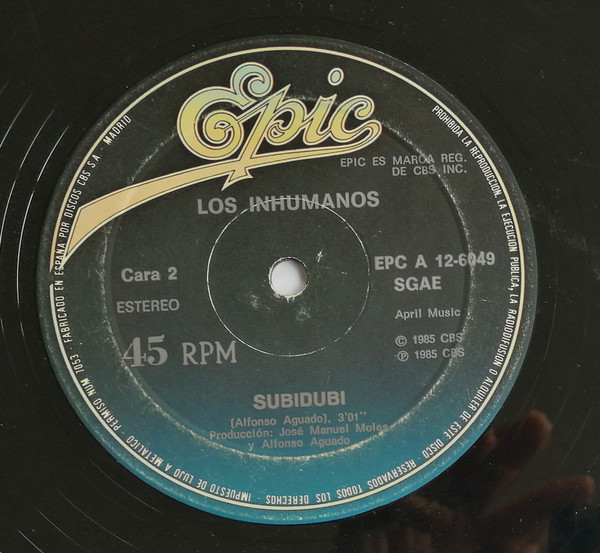 Epic
EPIC ES MARCA REG.
DE CBS INC.
LOS INHUMANOS
Cara 2
ESTEREO
45 RPM
EPC A 12-6049
SGAE
April Music
© 1985 CBS
℗ 1985 CBS
SUBIDUBI
(Alfonso Aguado), 3'01"
Producción: José Manuel Moles
y Alfonso Aguado
PROHIBIDA LA REPRODUCCION, LA EJECUCION PUBLICA, LA RADIODIFUSION O ALQUILER DE ESTE DISCO RESERVADOS TODOS LOS DERECHOS - IMPUESTO DE LUJO A METALICO PERMISO NUM 7053 - FABRICADO EN ESPAÑA POR DISCOS CBS S.A. MADRID